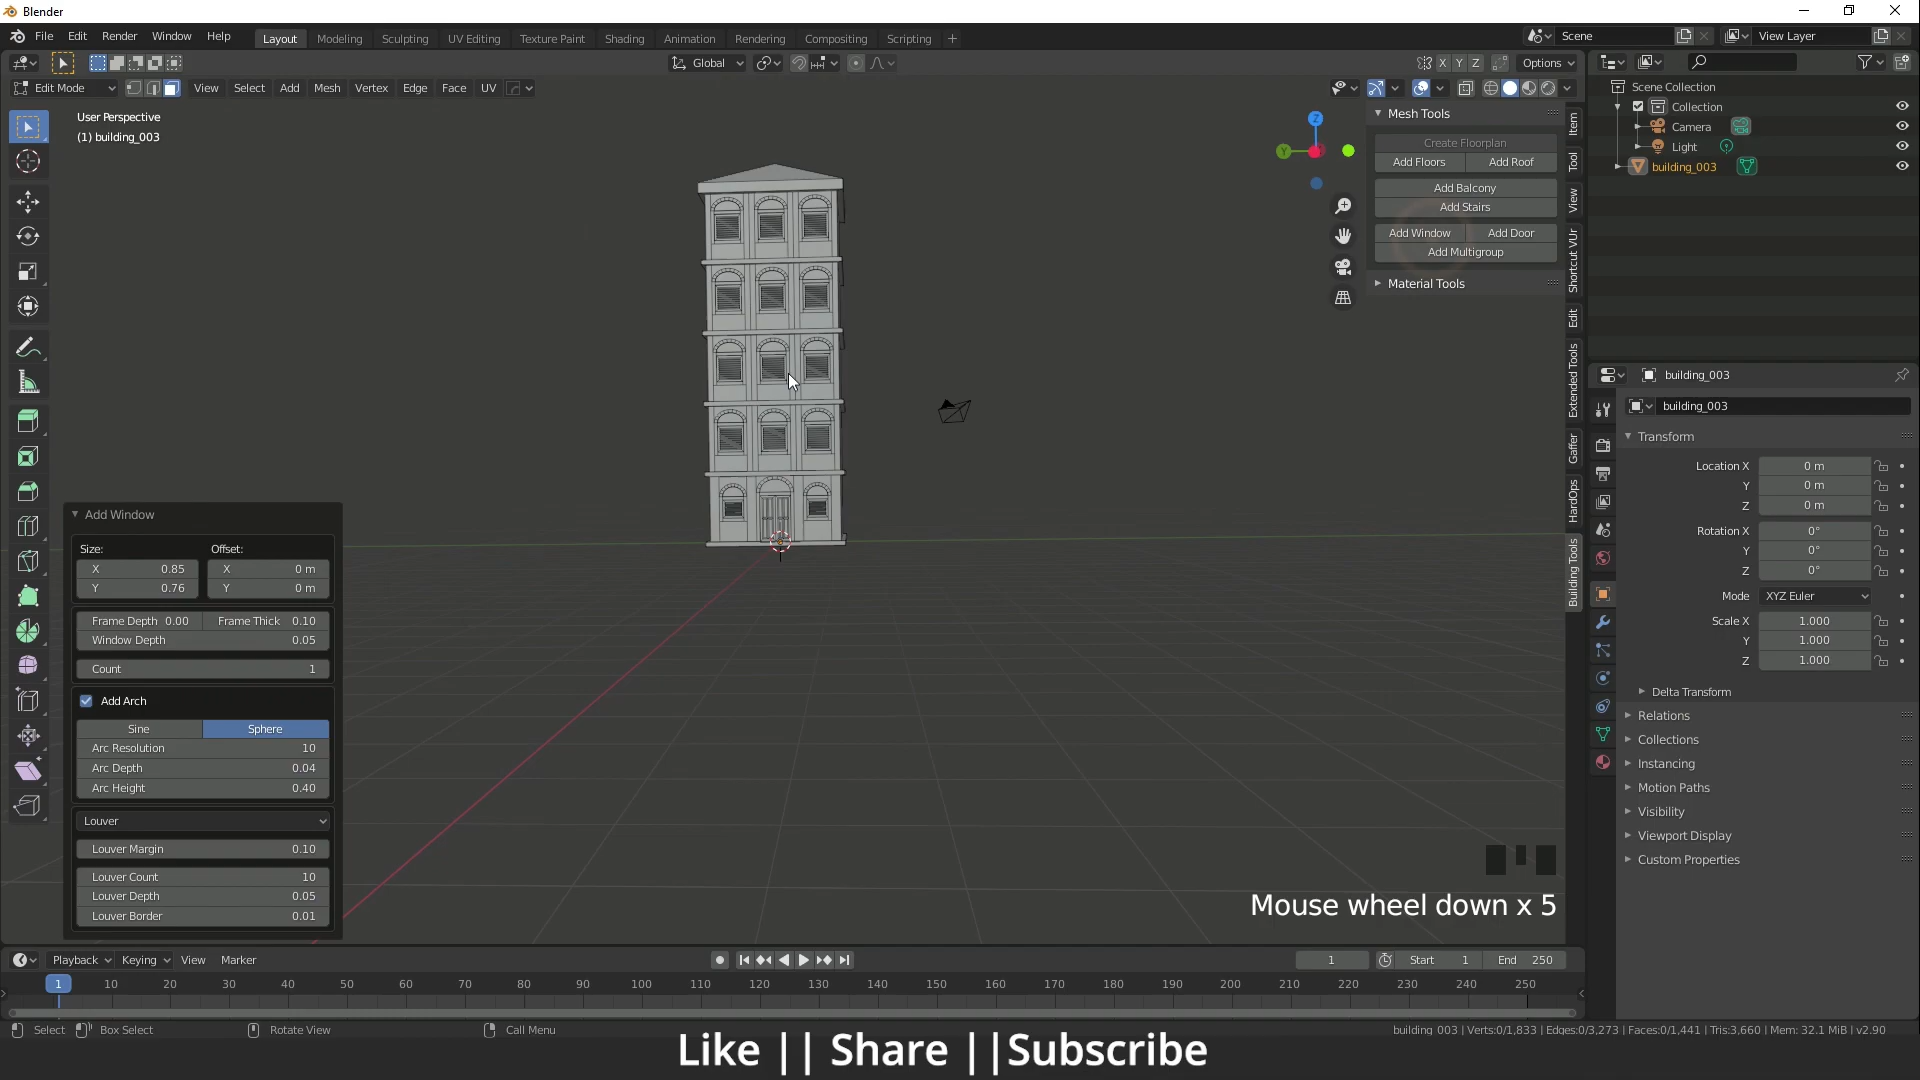 Blender
File Edit Render Window Help Layout Modeling Sculpting UV Editing Texture Paint Shading Animation Rendering Compositing Scripting + Scene View Layer
Global X Y Z Options
Edit Mode View Select Add Mesh Vertex Edge Face UV
User Perspective
(1) building_003
Z
Y
Mesh Tools
Create Floorplan
Add Floors Add Roof
Add Balcony
Add Stairs
Add Window Add Door
Add Multigroup
Material Tools
Item
Tool
View
Shortcut VUr
Edit
Extended Tools
Gaffer
HardOps
Building Tools
Scene Collection
Collection
Camera
Light
building_003
building_003
building_003
Transform
Location X 0 m
Y 0 m
Z 0 m
Rotation X 0°
Y 0°
Z 0°
Mode XYZ Euler
Scale X 1.000
Y 1.000
Z 1.000
Delta Transform
Relations
Collections
Instancing
Motion Paths
Visibility
Viewport Display
Custom Properties
Add Window
Size: Offset:
X 0.85 X 0 m
Y 0.76 Y 0 m
Frame Depth 0.00 Frame Thick 0.10
Window Depth 0.05
Count 1
Add Arch
Sine Sphere
Arc Resolution 10
Arc Depth 0.04
Arc Height 0.40
Louver
Louver Margin 0.10
Louver Count 10
Louver Depth 0.05
Louver Border 0.01
Mouse wheel down x 5
Playback Keying View Marker 1 Start 1 End 250
1 10 20 30 40 50 60 70 80 90 100 110 120 130 140 150 160 170 180 190 200 210 220 230 240 250
Select Box Select Rotate View Call Menu building_003 | Verts:0/1,833 | Edges:0/3,273 | Faces:0/1,441 | Tris:3,660 | Mem: 32.1 MiB | v2.90
Like || Share ||Subscribe